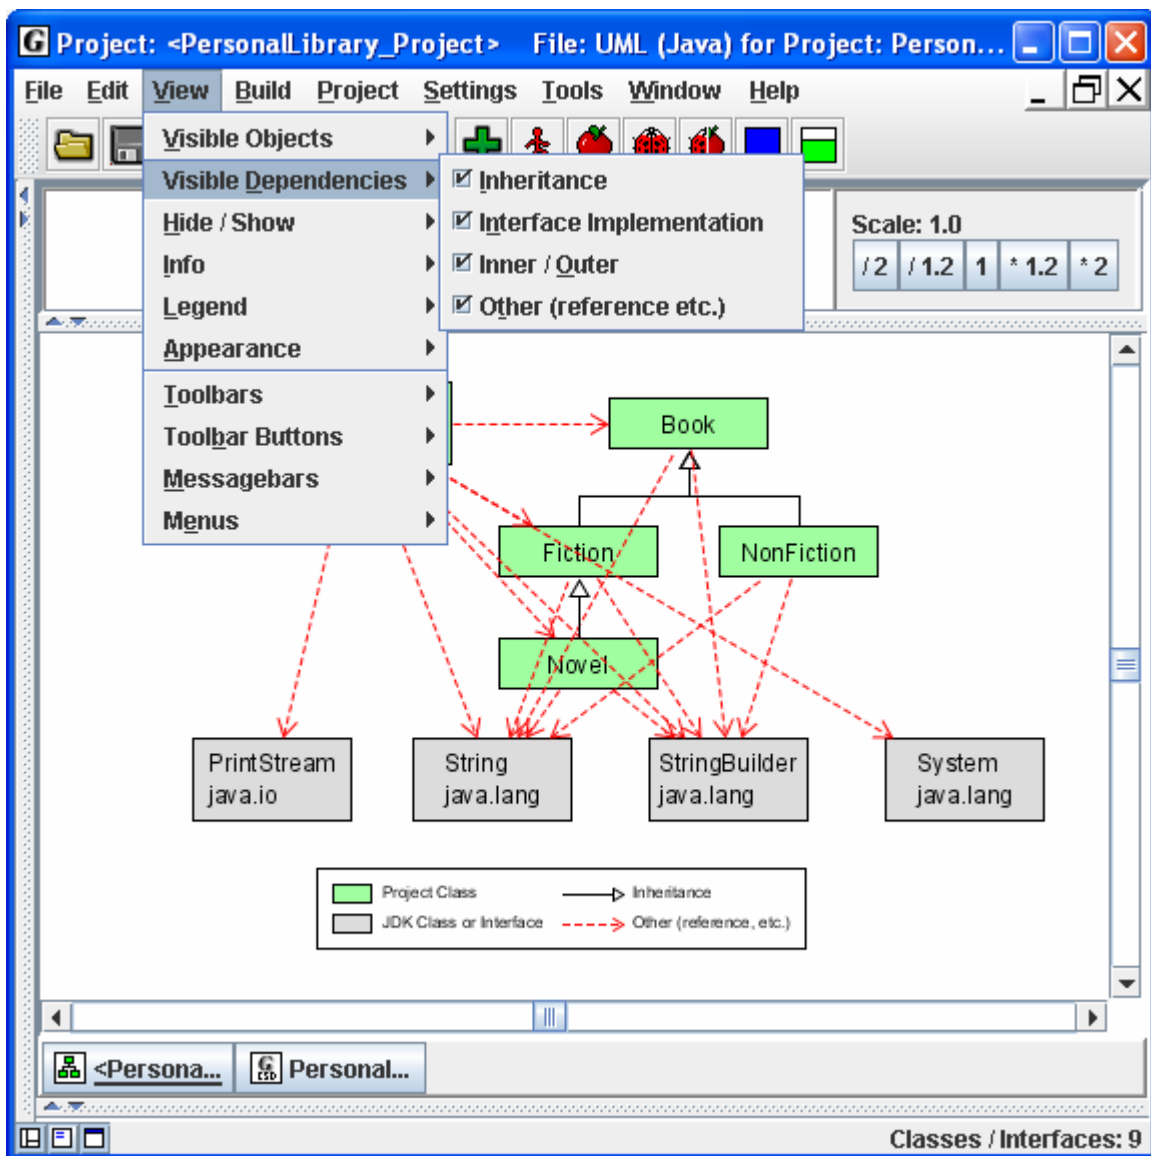 G Project: <PersonalLibrary_Project> File: UML (Java) for Project: Person...
File Edit View Build Project Settings Tools Window Help
Visible Objects
Visible Dependencies
Hide / Show
Info
Legend
Appearance
Toolbars
Toolbar Buttons
Messagebars
Menus
Inheritance
Interface Implementation
Inner / Outer
Other (reference etc.)
Scale: 1.0
/ 2 / 1.2 1 * 1.2 * 2
Book
Fiction
NonFiction
Novel
PrintStream
java.io
String
java.lang
StringBuilder
java.lang
System
java.lang
Project Class
Inheritance
JDK Class or Interface
Other (reference, etc.)
<Persona...
G
CSD
Personal...
Classes / Interfaces: 9